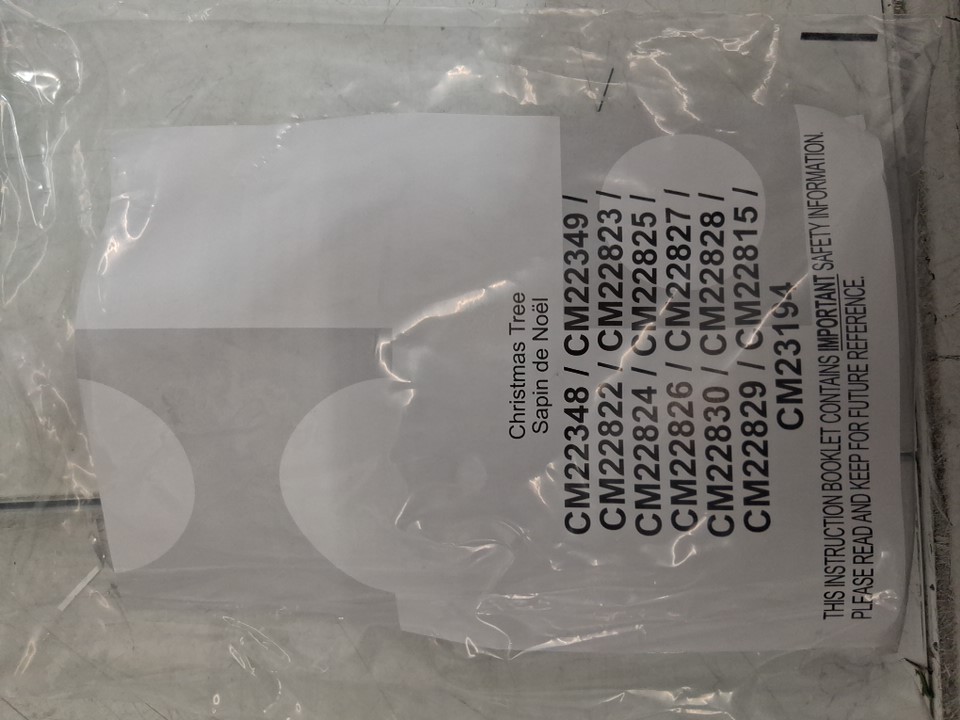 Christmas Tree
Sapin de Noël
CM22348 / CM22349 /
CM22822 / CM22823 /
CM22824 / CM22825 /
CM22826 / CM22827 /
CM22830 / CM22828 /
CM22829 / CM22815 /
CM23194
THIS INSTRUCTION BOOKLET CONTAINS IMPORTANT SAFETY INFORMATION.
PLEASE READ AND KEEP FOR FUTURE REFERENCE.